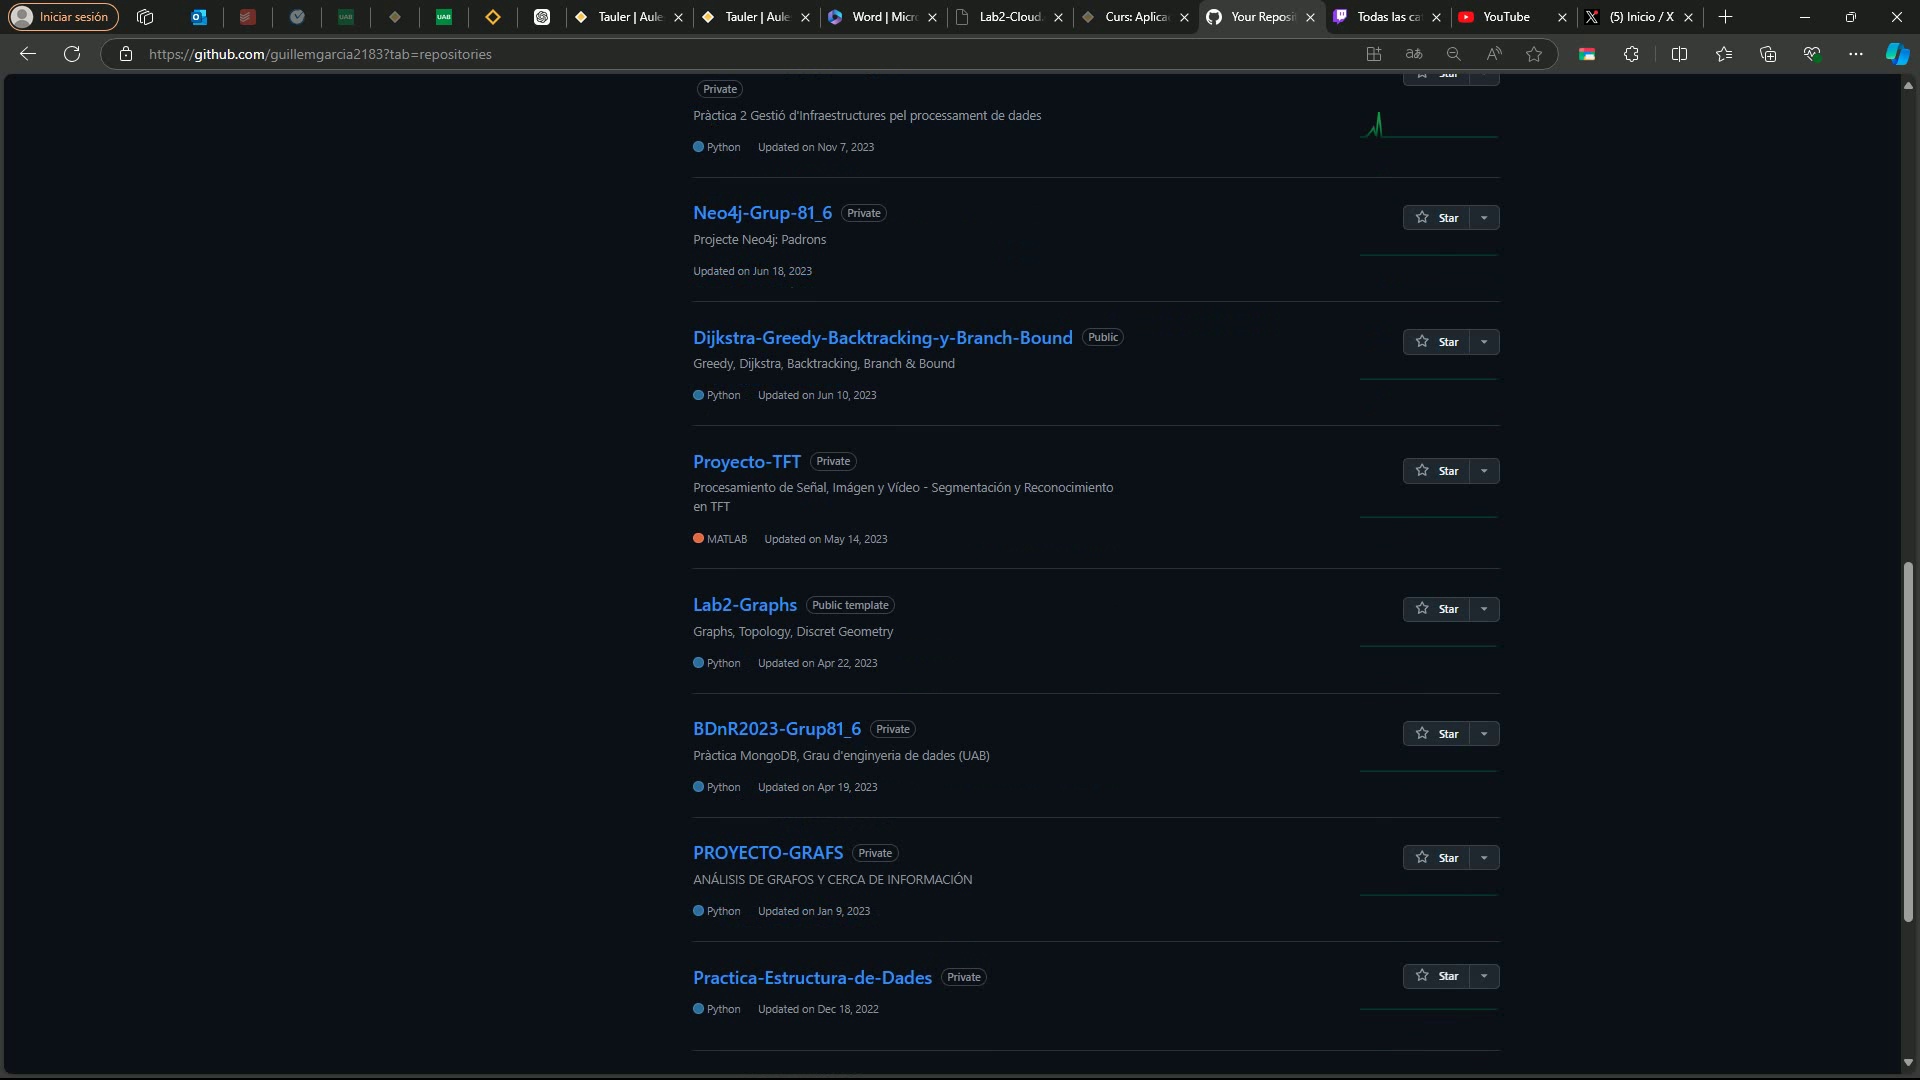 Iniciar sesión
UAB
UAB
Tauler | Aule
Tauler | Aule
Word | Micr
Lab2-Cloud
Curs: Aplica
Your Reposi
Todas las ca
YouTube
(5) Inicio / X
https://github.com/guillemgarcia2183?tab=repositories
Private
Pràctica 2 Gestió d'Infraestructures pel processament de dades
Python Updated on Nov 7, 2023
Neo4j-Grup-81_6 Private
Star
Projecte Neo4j: Padrons
Updated on Jun 18, 2023
Dijkstra-Greedy-Backtracking-y-Branch-Bound Public
Star
Greedy, Dijkstra, Backtracking, Branch & Bound
Python Updated on Jun 10, 2023
Proyecto-TFT Private
Star
Procesamiento de Señal, Imágen y Vídeo - Segmentación y Reconocimiento
en TFT
MATLAB Updated on May 14, 2023
Lab2-Graphs Public template
Star
Graphs, Topology, Discret Geometry
Python Updated on Apr 22, 2023
BDnR2023-Grup81_6 Private
Star
Pràctica MongoDB, Grau d'enginyeria de dades (UAB)
Python Updated on Apr 19, 2023
PROYECTO-GRAFS Private
Star
ANÁLISIS DE GRAFOS Y CERCA DE INFORMACIÓN
Python Updated on Jan 9, 2023
Practica-Estructura-de-Dades Private
Star
Python Updated on Dec 18, 2022